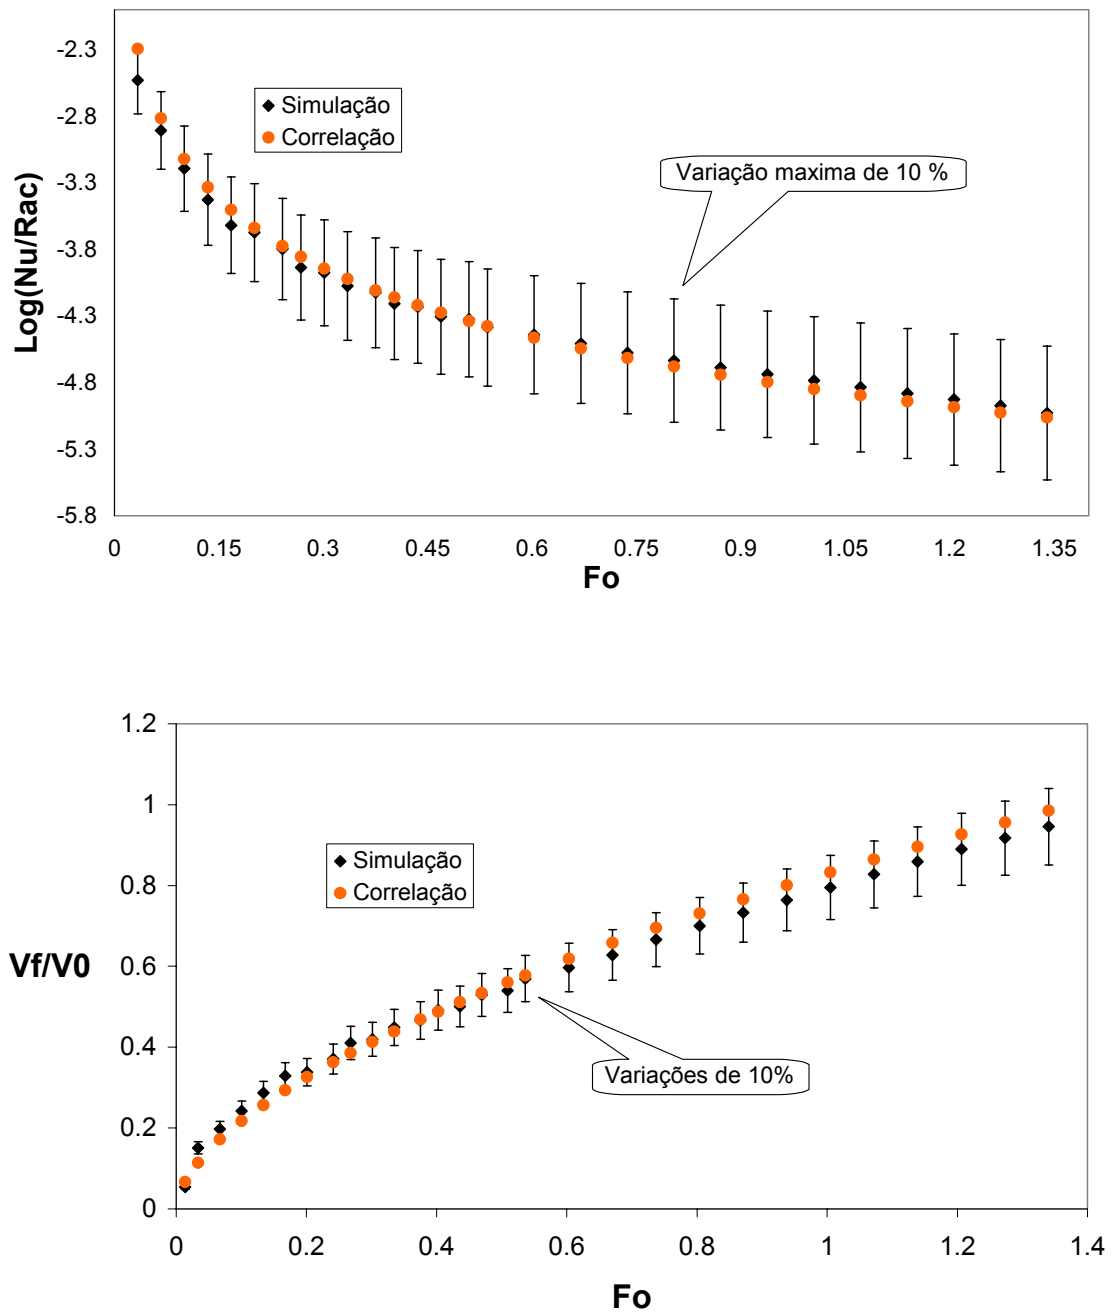 Log(Nu/Rac)
-2.3
-2.8
-3.3
-3.8
-4.3
-4.8
-5.3
-5.8
Simulação
Correlação
Variação maxima de 10 %
0 0.15 0.3 0.45 0.6 0.75 0.9 1.05 1.2 1.35
Fo
Vf/V0
1.2
1
0.8
0.6
0.4
0.2
0
Simulação
Correlação
Variações de 10%
0 0.2 0.4 0.6 0.8 1 1.2 1.4
Fo